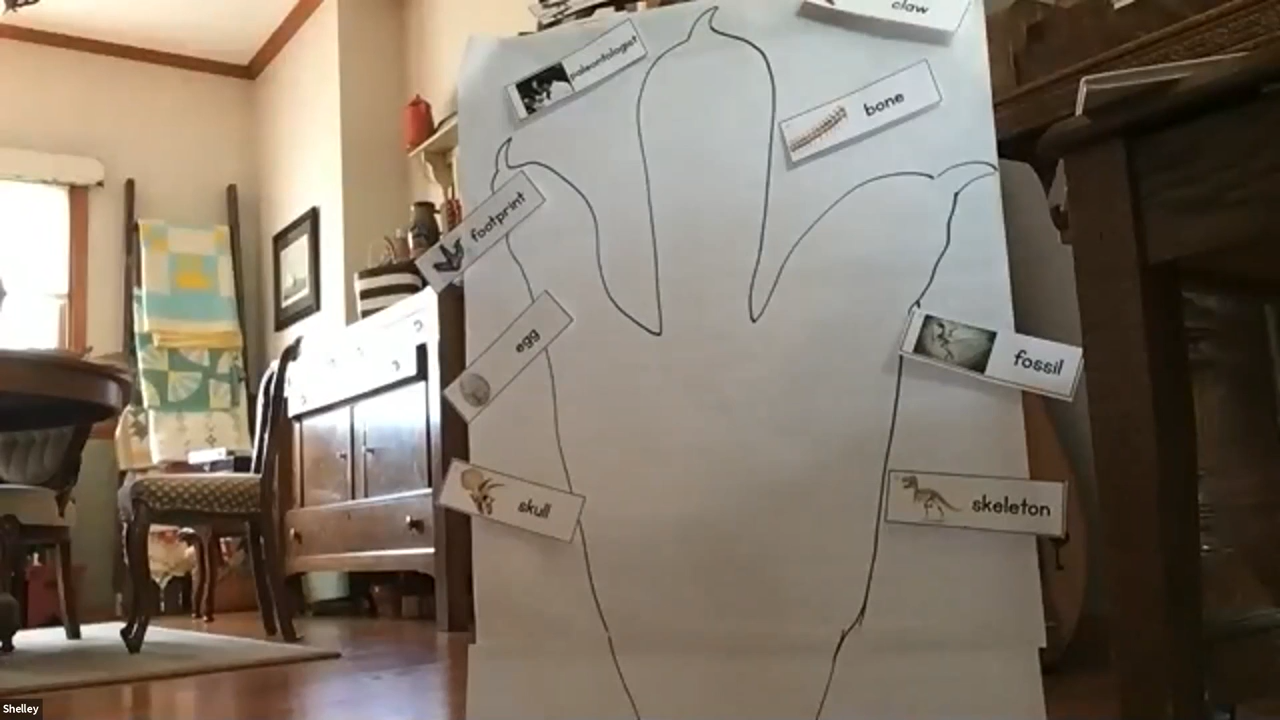 claw
paleontologist
bone
footprint
egg
fossil
skull
skeleton
Shelley